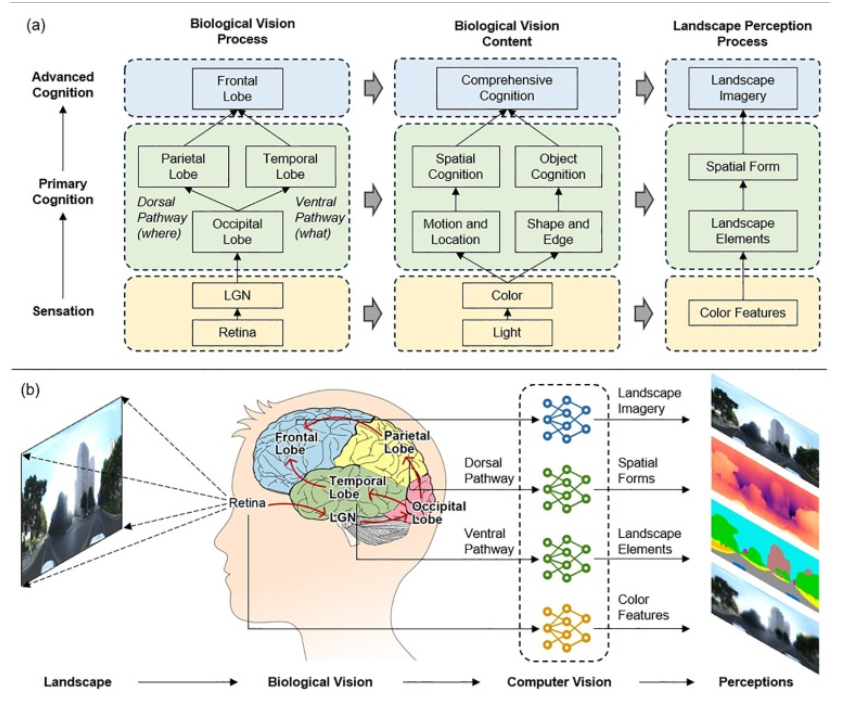 (a)
Biological Vision
Process
Biological Vision
Content
Landscape Perception
Process
Advanced
Cognition
Frontal
Lobe
Comprehensive
Cognition
Landscape
Imagery
Primary
Cognition
Parietal
Lobe
Temporal
Lobe
Dorsal
Pathway
(where)
Ventral
Pathway
(what)
Occipital
Lobe
Spatial
Cognition
Object
Cognition
Motion and
Location
Shape and
Edge
Spatial Form
Landscape
Elements
Sensation
LGN
Retina
Color
Light
Color Features
(b)
Retina
Frontal
Lobe
Parietal
Lobe
Temporal
Lobe
LGN
Occipital
Lobe
Dorsal
Pathway
Ventral
Pathway
Landscape
Imagery
Spatial
Forms
Landscape
Elements
Color
Features
Landscape
Biological Vision
Computer Vision
Perceptions